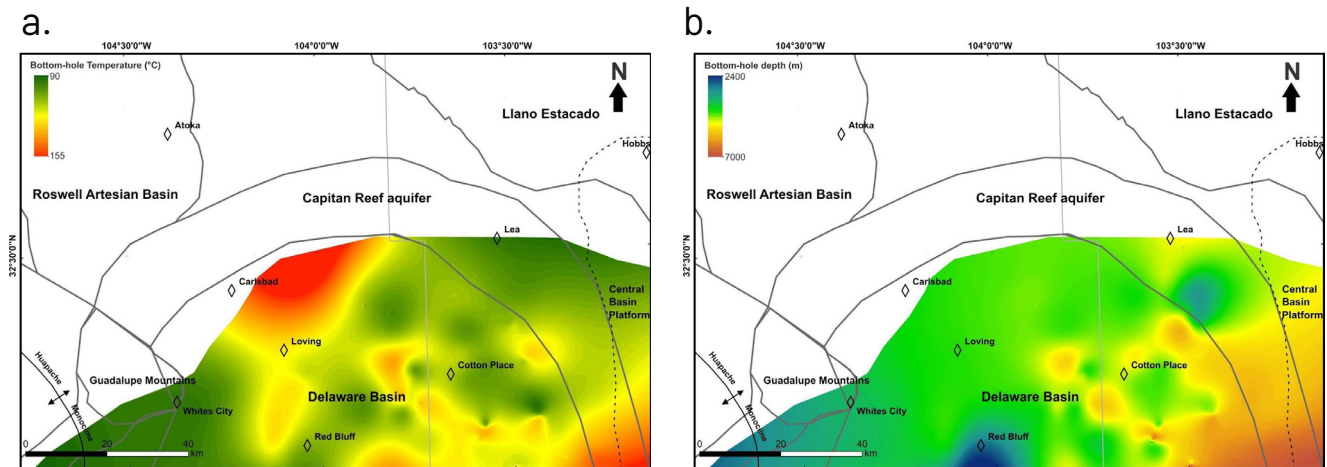 a.
104°30'0"W
104°0'0"W
103°30'0"W
Bottom-hole Temperature (°C)
90
155
N
Llano Estacado
Atoka
Hobbs
Roswell Artesian Basin
Capitan Reef aquifer
Lea
32°30'0"N
Carlsbad
Central
Basin
Platform
Loving
Huapache
Monocline
Guadalupe Mountains
Cotton Place
Whites City
Delaware Basin
Red Bluff
0
20
40
km
b.
104°30'0"W
104°0'0"W
103°30'0"W
Bottom-hole depth (m)
2400
7000
N
Llano Estacado
Atoka
Hobbs
Roswell Artesian Basin
Capitan Reef aquifer
Lea
32°30'0"N
Carlsbad
Central
Basin
Platform
Loving
Huapache
Monocline
Guadalupe Mountains
Cotton Place
Whites City
Delaware Basin
Red Bluff
0
20
40
km